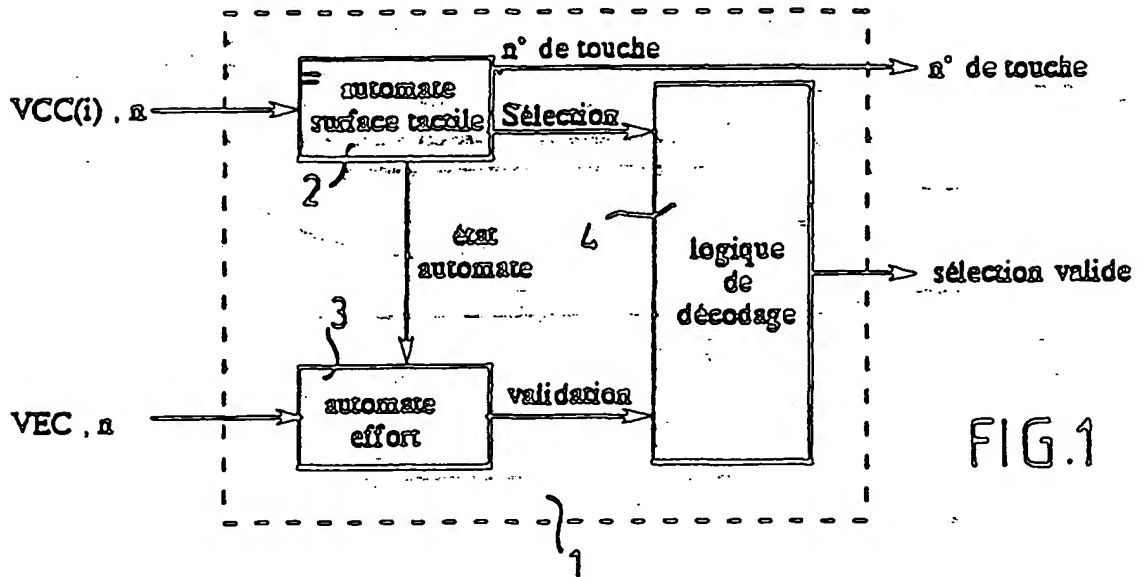 n° de touche
n° de touche
automate
surface tactile
VCC(i) , n
Sélection
2
état
automate
4
logique
de
décodage
sélection valide
3
automate
effort
validation
VEC , n
FIG.1
1